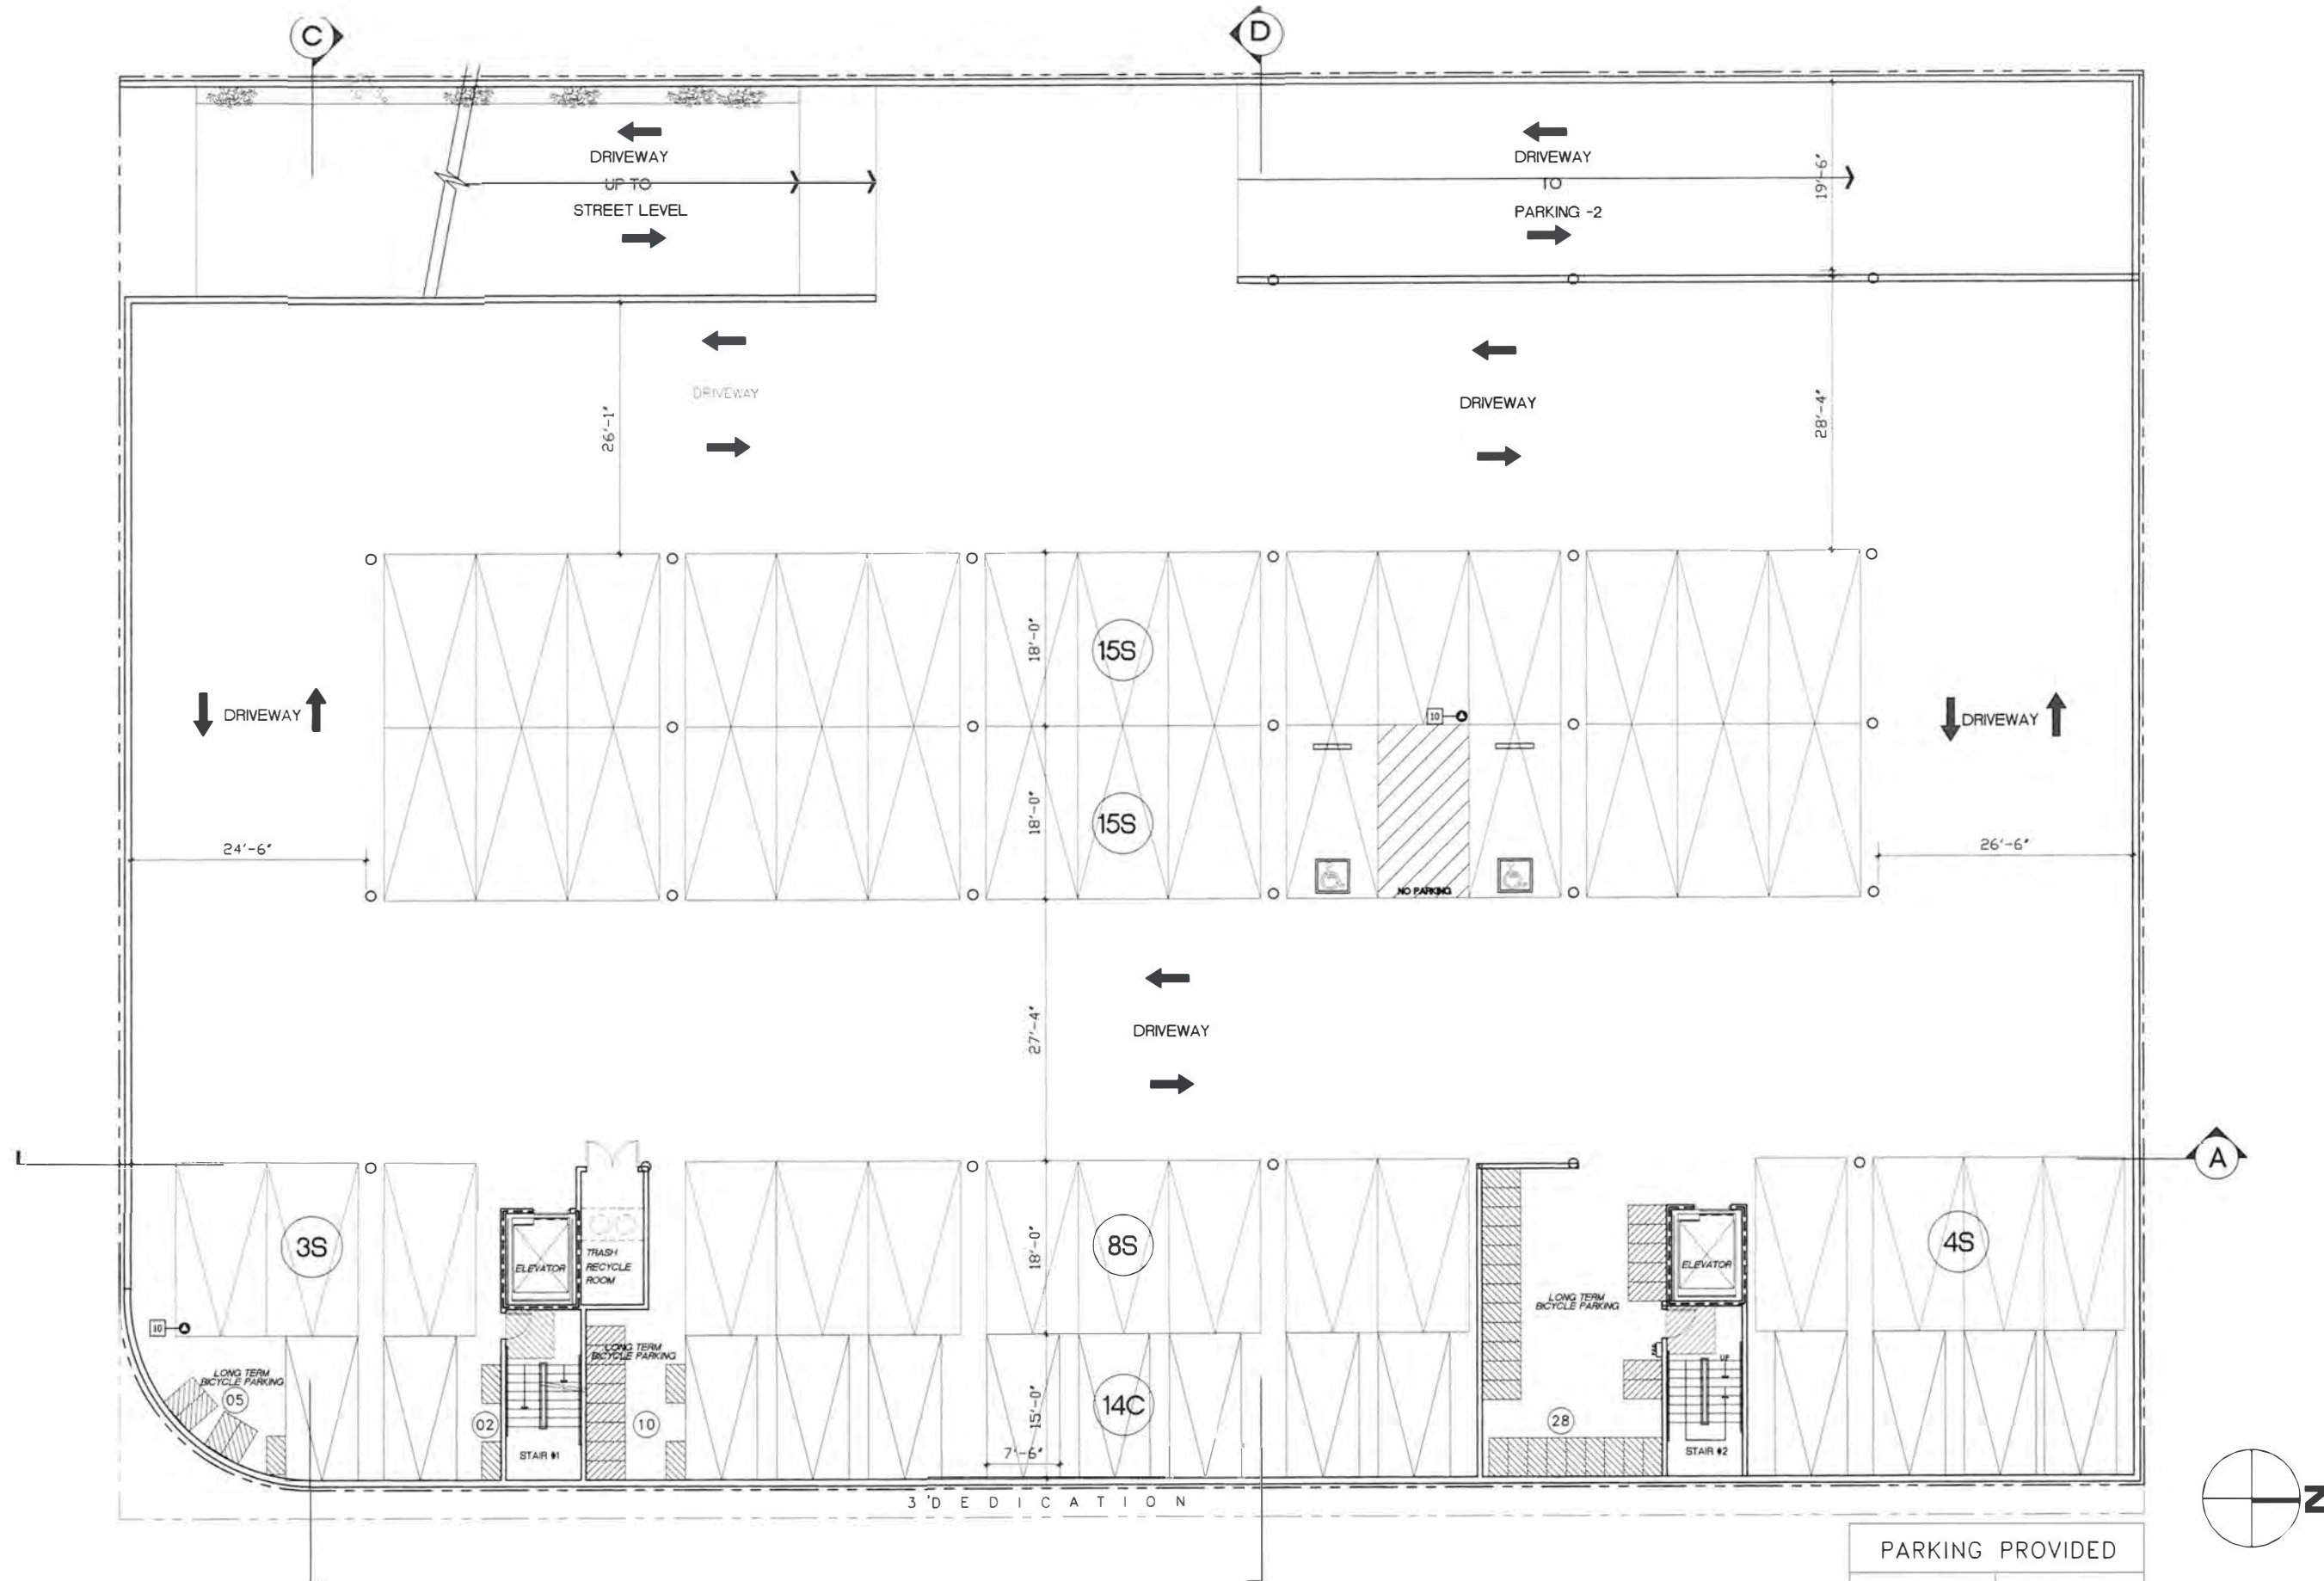 C
D
DRIVEWAY
UP TO
STREET LEVEL
DRIVEWAY
TO
PARKING -2
19'-6"
26'-1"
DRIVEWAY
DRIVEWAY
28'-4"
18'-0"
15S
10
DRIVEWAY
DRIVEWAY
18'-0"
15S
24'-6"
26'-6"
NO PARKING
27'-4"
DRIVEWAY
A
3S
ELEVATOR
TRASH
RECYCLE
ROOM
18'-0"
8S
ELEVATOR
4S
LONG TERM
BICYCLE PARKING
10
LONG TERM
BICYCLE PARKING
LONG TERM
BICYCLE PARKING
UP
05
02
10
15'-0"
14C
28
7'-6"
STAIR #1
STAIR #2
3'DEDICATION
N
PARKING PROVIDED